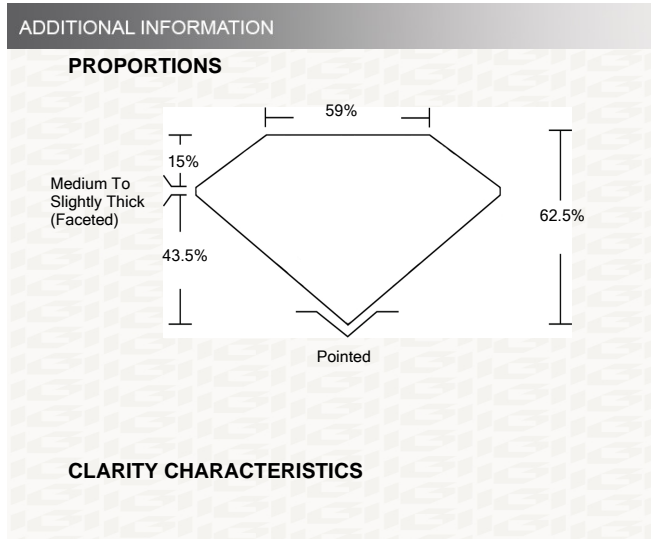 ADDITIONAL INFORMATION
PROPORTIONS
59%
15%
Medium To
Slightly Thick
(Faceted)
62.5%
43.5%
Pointed
CLARITY CHARACTERISTICS